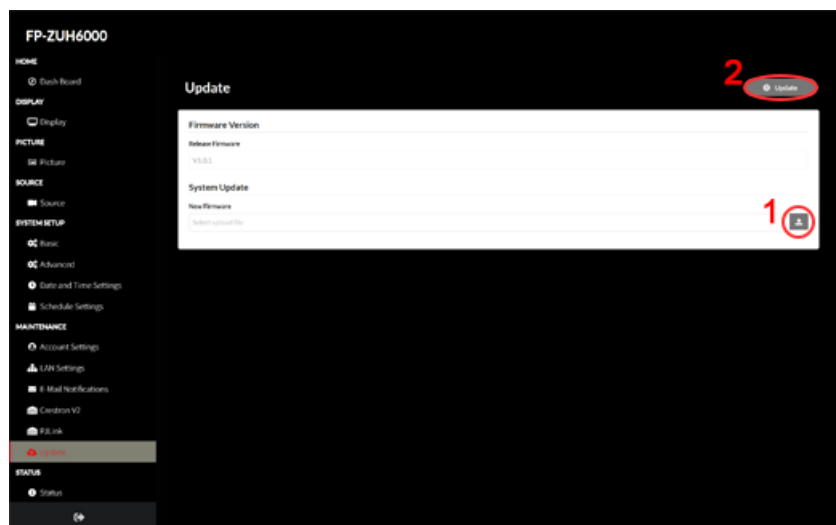 FP-ZUH6000
HOME
Dash Board
DISPLAY
Display
PICTURE
Picture
SOURCE
Source
SYSTEM SETUP
Basic
Advanced
Date and Time Settings
Schedule Settings
MAINTENANCE
Account Settings
LAN Settings
E-Mail Notifications
Crestron V2
PJLink
Update
STATUS
Status
Update
2
Update
Firmware Version
Release Firmware
V1.0.1
System Update
New Firmware
Select upload file
1